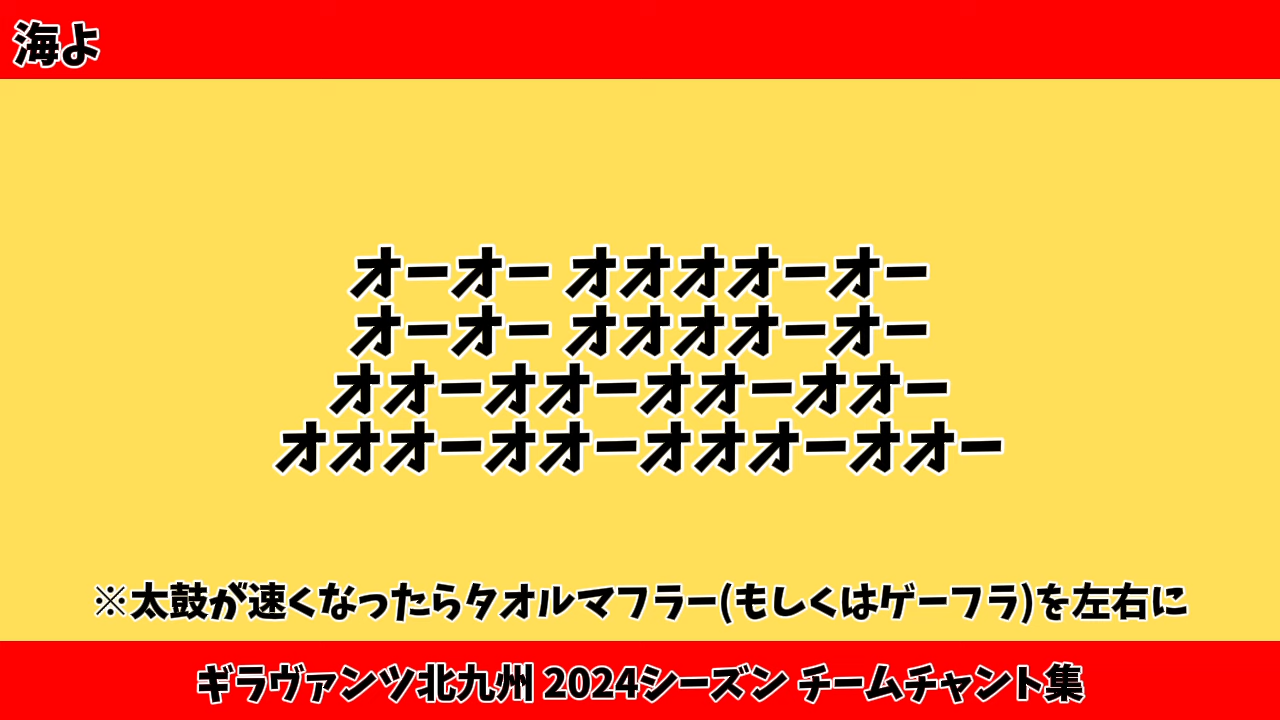 海よ
オーオー オオオオーオー
オーオー オオオオーオー
オオーオオーオオーオオー
オオオーオオーオオオーオオー
※太鼓が速くなったらタオルマフラー(もしくはゲーフラ)を左右に
ギラヴァンツ北九州 2024シーズン チームチャント集